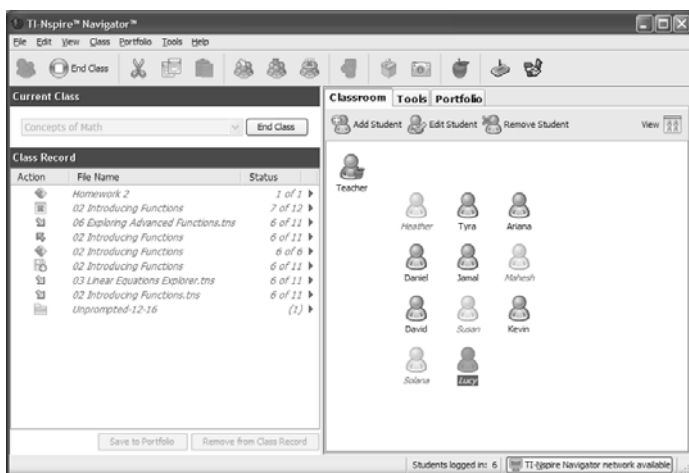 TI-Nspire™ Navigator™
File Edit View Class Portfolio Tools Help
End Class
Current Class
Concepts of Math End Class
Class Record
Action File Name Status
Homework 2 1 of 1
02 Introducing Functions 7 of 12
06 Exploring Advanced Functions.tns 6 of 11
02 Introducing Functions 6 of 11
02 Introducing Functions 6 of 6
02 Introducing Functions 6 of 11
03 Linear Equations Explorer.tns 6 of 11
02 Introducing Functions.tns 6 of 11
Unprompted-12-16 (1)
Save to Portfolio Remove from Class Record
Classroom Tools Portfolio
Add Student Edit Student Remove Student View
Teacher
Heather Tyra Ariana
Daniel Jamal Mahesh
David Susan Kevin
Solana Lucy
Students logged in: 6 TI-Nspire Navigator network available